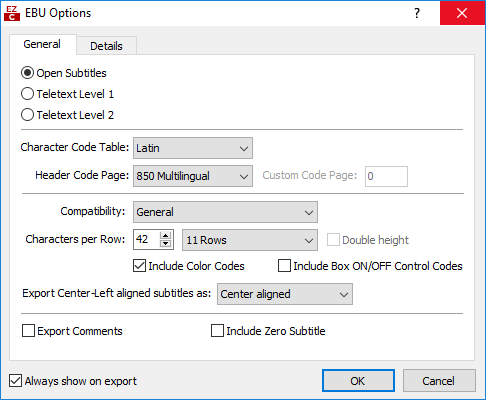 EZ
C
EBU Options
?
General Details
Open Subtitles
Teletext Level 1
Teletext Level 2
Character Code Table: Latin
Header Code Page: 850 Multilingual Custom Code Page: 0
Compatibility: General
Characters per Row: 42 11 Rows Double height
Include Color Codes Include Box ON/OFF Control Codes
Export Center-Left aligned subtitles as: Center aligned
Export Comments Include Zero Subtitle
Always show on export OK Cancel